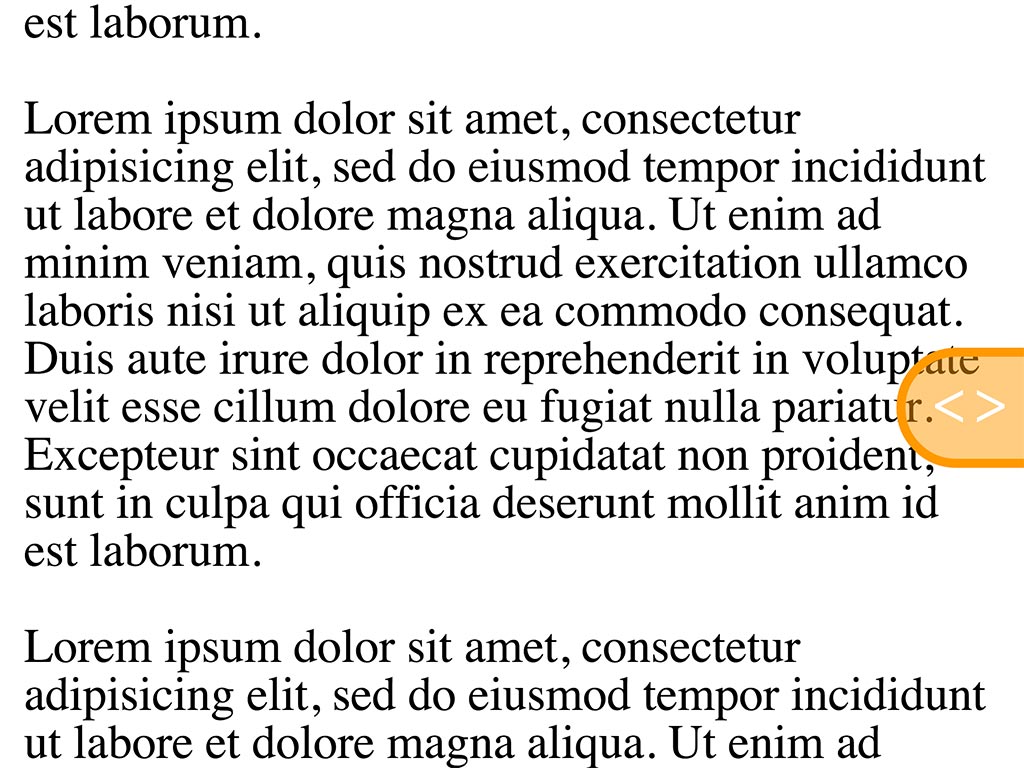 est laborum.
Lorem ipsum dolor sit amet, consectetur
adipisicing elit, sed do eiusmod tempor incididunt
ut labore et dolore magna aliqua. Ut enim ad
minim veniam, quis nostrud exercitation ullamco
laboris nisi ut aliquip ex ea commodo consequat.
Duis aute irure dolor in reprehenderit in voluptate
velit esse cillum dolore eu fugiat nulla pariatur.
< >
Excepteur sint occaecat cupidatat non proident,
sunt in culpa qui officia deserunt mollit anim id
est laborum.
Lorem ipsum dolor sit amet, consectetur
adipisicing elit, sed do eiusmod tempor incididunt
ut labore et dolore magna aliqua. Ut enim ad